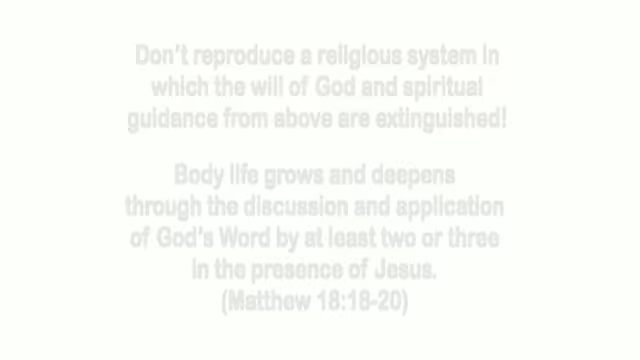 Don't reproduce a religious system in
which the will of God and spiritual
guidance from above are extinguished!
Body life grows and deepens
through the discussion and application
of God's Word by at least two or three
in the presence of Jesus.
(Matthew 18:18-20)